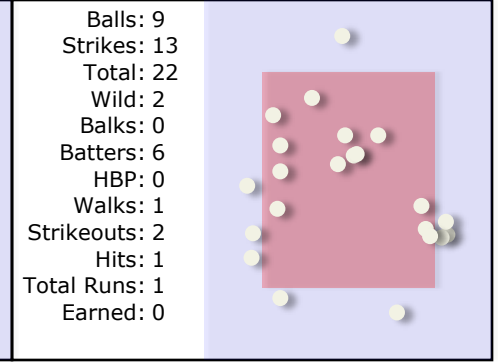 Balls: 9
Strikes: 13
Total: 22
Wild: 2
Balks: 0
Batters: 6
HBP: 0
Walks: 1
Strikeouts: 2
Hits: 1
Total Runs: 1
Earned: 0